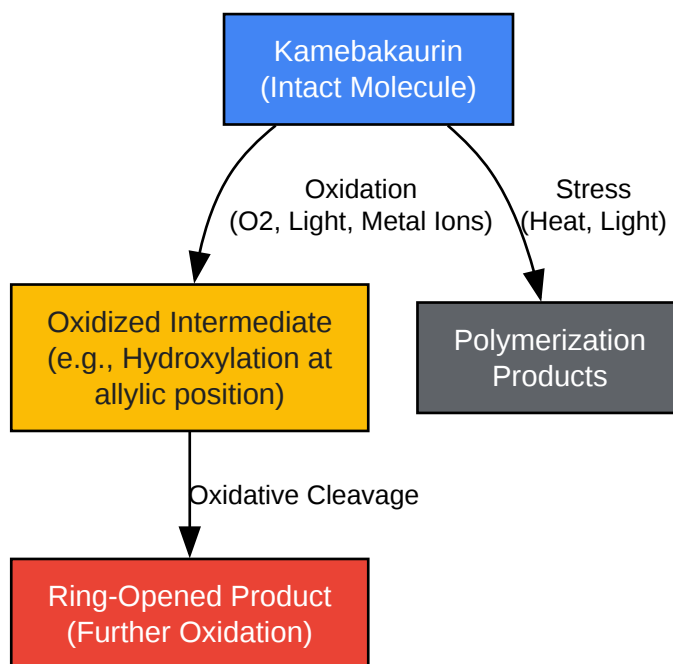 Kamebakaurin
(Intact Molecule)
Oxidation
(O2, Light, Metal Ions)
Stress
(Heat, Light)
Oxidized Intermediate
(e.g., Hydroxylation at
allylic position)
Polymerization
Products
Oxidative Cleavage
Ring-Opened Product
(Further Oxidation)